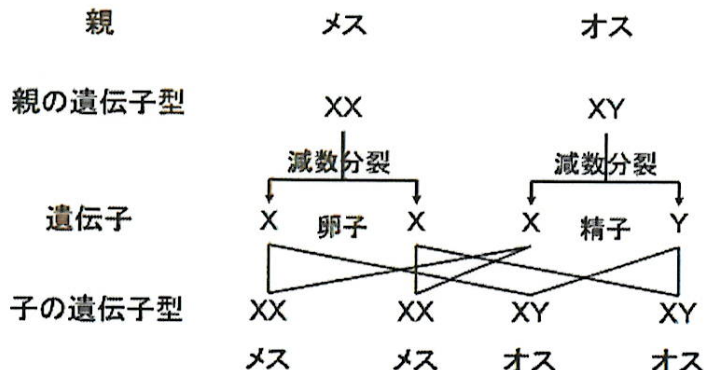 親 メス オス
親の遺伝子型 XX XY
減数分裂 減数分裂
遺伝子 X 卵子 X X 精子 Y
子の遺伝子型 XX XX XY XY
メス メス オス オス